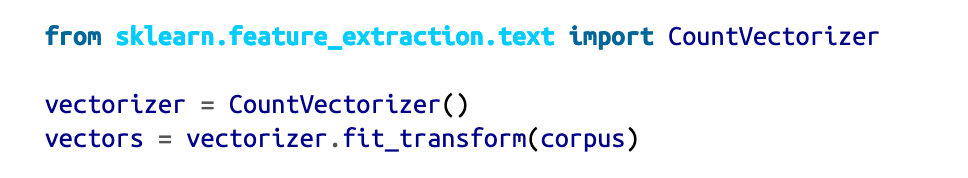 from sklearn.feature_extraction.text import CountVectorizer
vectorizer = CountVectorizer()
vectors = vectorizer.fit_transform(corpus)